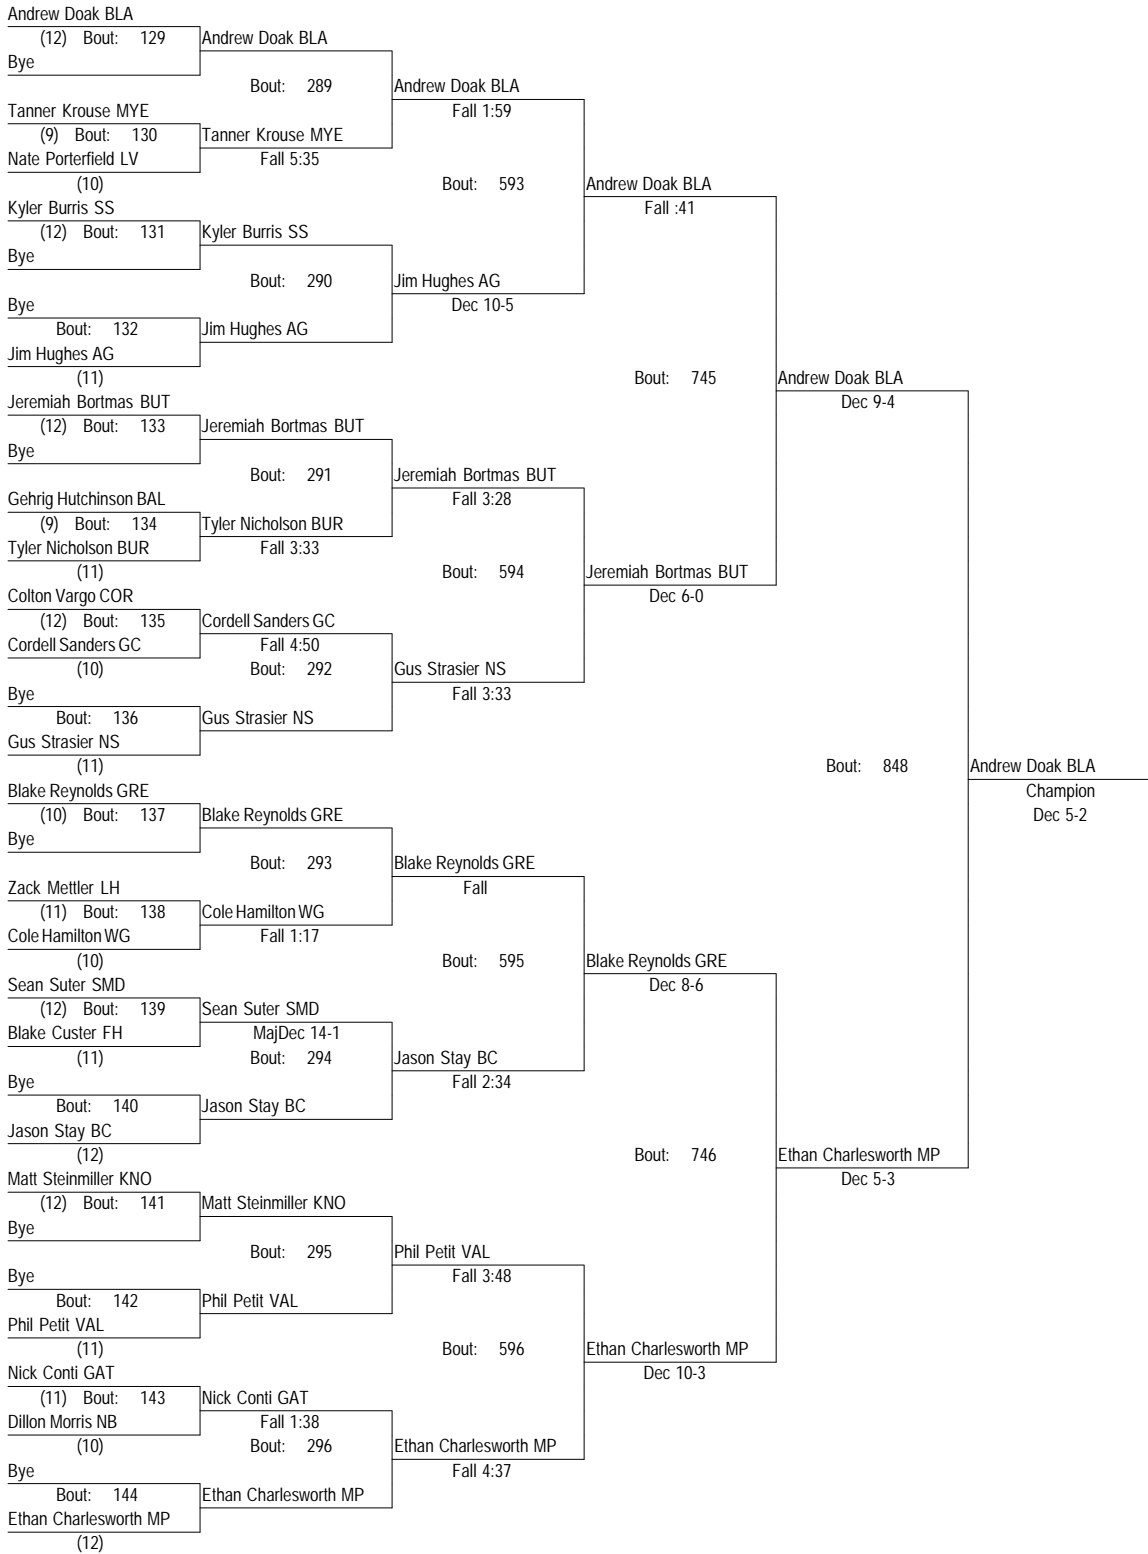 Andrew Doak BLA
(12) Bout: 129 Andrew Doak BLA
Bye
Bout: 289 Andrew Doak BLA
Fall 1:59
Tanner Krouse MYE
(9) Bout: 130 Tanner Krouse MYE
Nate Porterfield LV Fall 5:35
(10) Bout: 593 Andrew Doak BLA
Kyler Burris SS Fall :41
(12) Bout: 131 Kyler Burris SS
Bye
Bout: 290 Jim Hughes AG
Bye Dec 10-5
Bout: 132 Jim Hughes AG
Jim Hughes AG
(11) Bout: 745 Andrew Doak BLA
Jeremiah Bortmas BUT Dec 9-4
(12) Bout: 133 Jeremiah Bortmas BUT
Bye
Bout: 291 Jeremiah Bortmas BUT
Gehrig Hutchinson BAL Fall 3:28
(9) Bout: 134 Tyler Nicholson BUR
Tyler Nicholson BUR Fall 3:33
(11) Bout: 594 Jeremiah Bortmas BUT
Colton Vargo COR Dec 6-0
(12) Bout: 135 Cordell Sanders GC
Cordell Sanders GC Fall 4:50
(10) Bout: 292 Gus Strasier NS
Bye Fall 3:33
Bout: 136 Gus Strasier NS
Gus Strasier NS
(11) Bout: 848 Andrew Doak BLA
Blake Reynolds GRE Champion
(10) Bout: 137 Blake Reynolds GRE Dec 5-2
Bye
Bout: 293 Blake Reynolds GRE
Zack Mettler LH Fall
(11) Bout: 138 Cole Hamilton WG
Cole Hamilton WG Fall 1:17
(10) Bout: 595 Blake Reynolds GRE
Sean Suter SMD Dec 8-6
(12) Bout: 139 Sean Suter SMD
Blake Custer FH MajDec 14-1
(11) Bout: 294 Jason Stay BC
Bye Fall 2:34
Bout: 140 Jason Stay BC
Jason Stay BC
(12) Bout: 746 Ethan Charlesworth MP
Matt Steinmiller KNO Dec 5-3
(12) Bout: 141 Matt Steinmiller KNO
Bye
Bout: 295 Phil Petit VAL
Bye Fall 3:48
Bout: 142 Phil Petit VAL
Phil Petit VAL
(11) Bout: 596 Ethan Charlesworth MP
Nick Conti GAT Dec 10-3
(11) Bout: 143 Nick Conti GAT
Dillon Morris NB Fall 1:38
(10) Bout: 296 Ethan Charlesworth MP
Bye Fall 4:37
Bout: 144 Ethan Charlesworth MP
Ethan Charlesworth MP
(12)